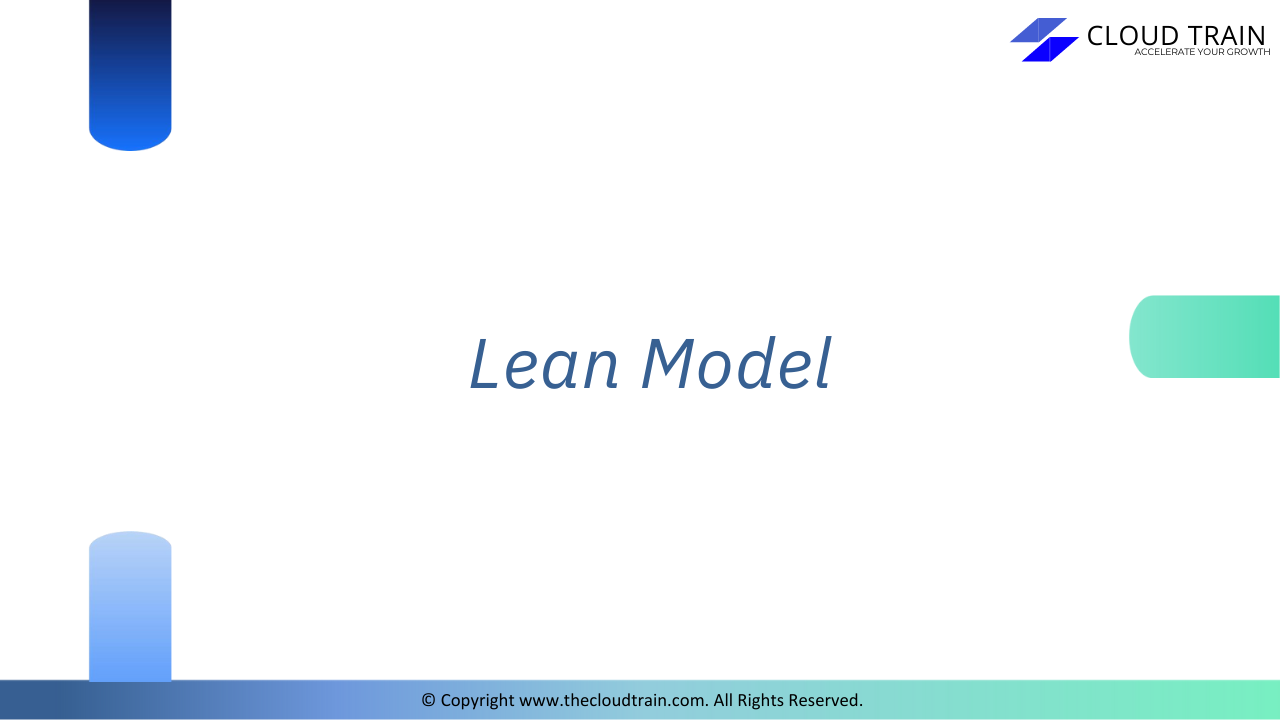 CLOUD TRAIN
ACCELERATE YOUR GROWTH
Lean Model
© Copyright www.thecloudtrain.com. All Rights Reserved.